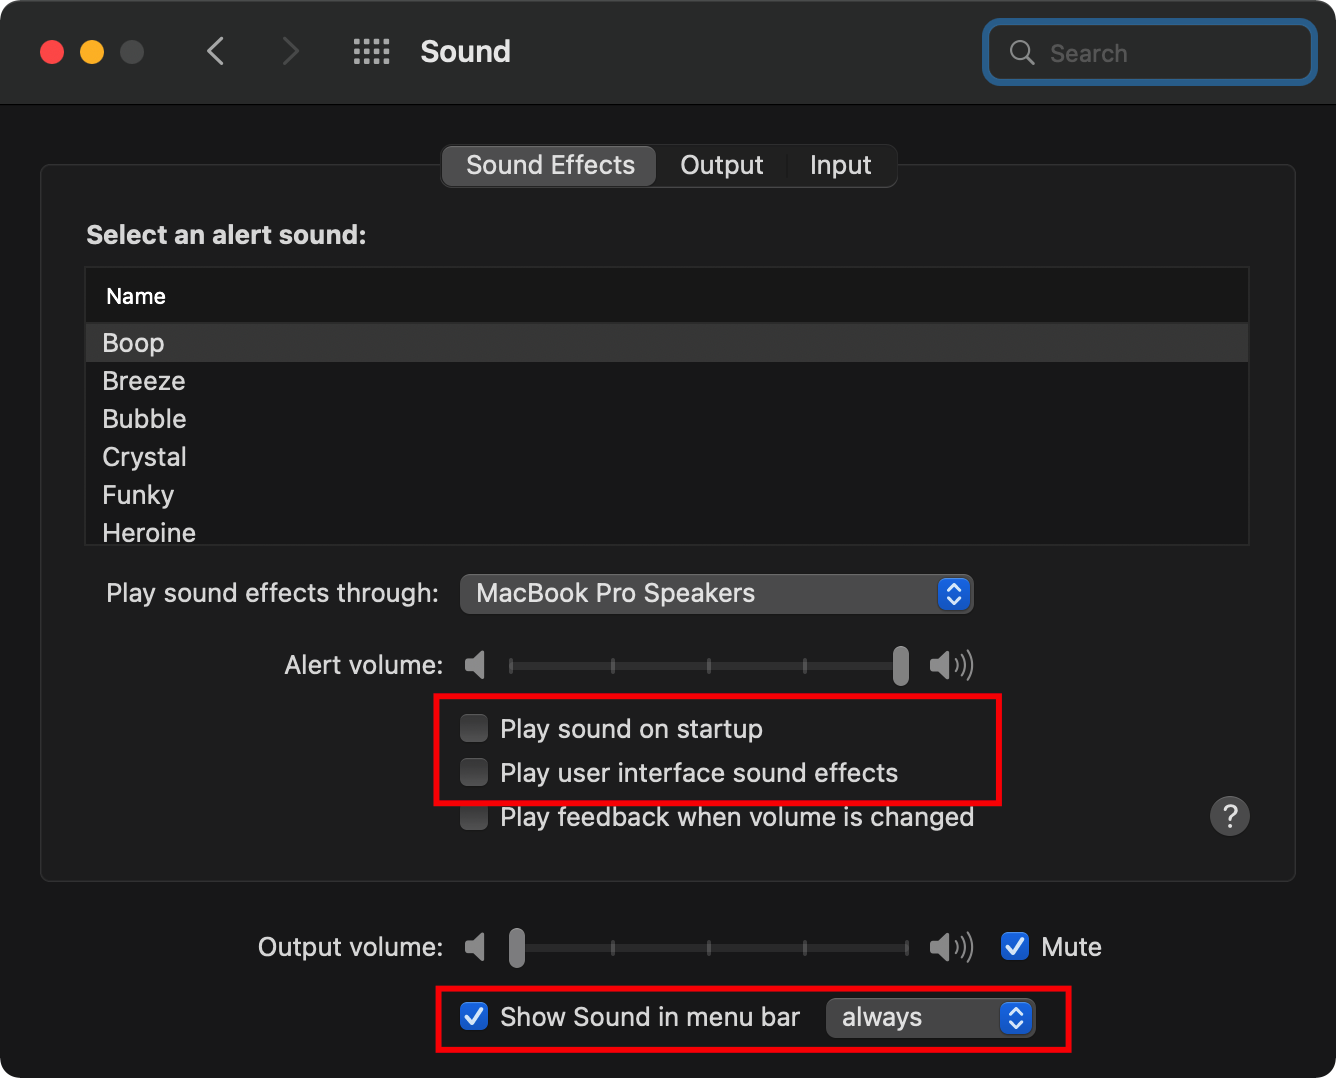 Sound
Search
Sound Effects Output Input
Select an alert sound:
Name
Boop
Breeze
Bubble
Crystal
Funky
Heroine
Play sound effects through: MacBook Pro Speakers
Alert volume:
Play sound on startup
Play user interface sound effects
Play feedback when volume is changed
?
Output volume: Mute
Show Sound in menu bar always